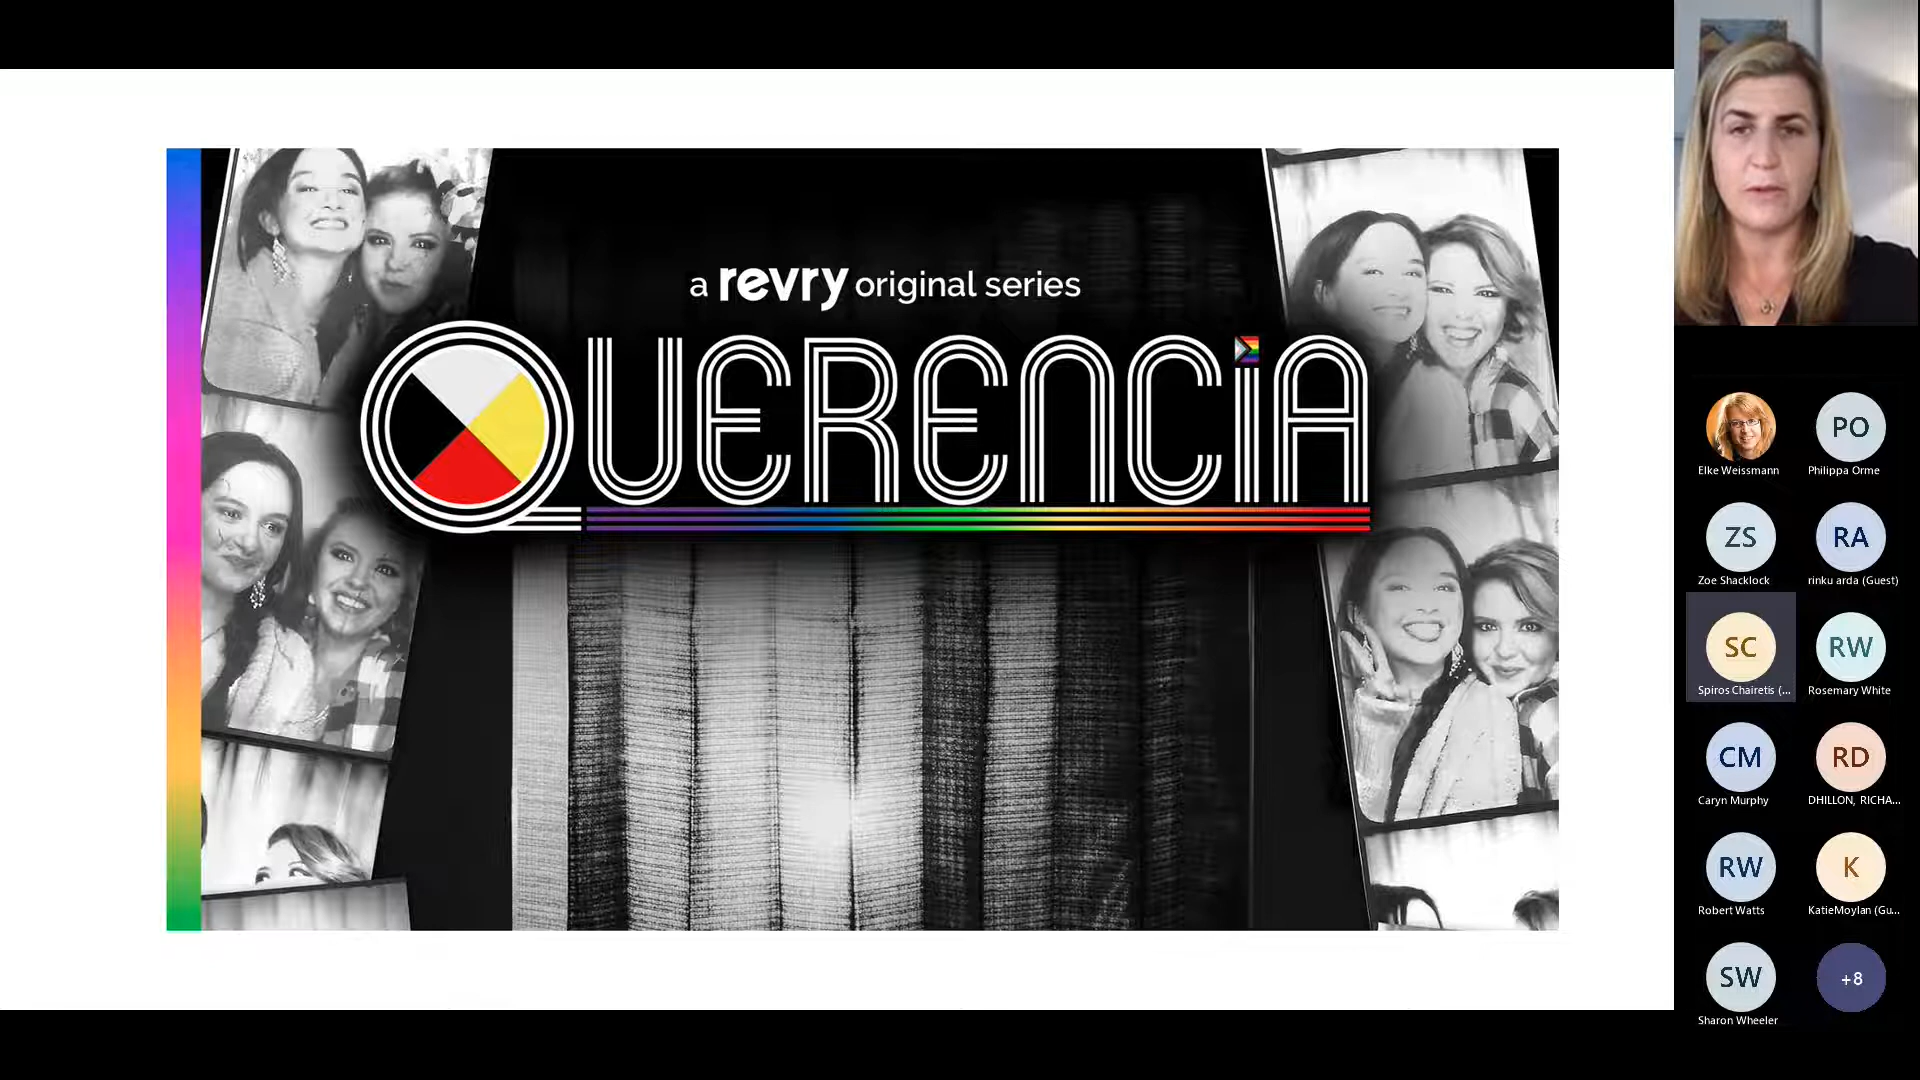 a revry original series
QUERENCiA
Elke Weissmann
PO
Philippa Orme
ZS
Zoe Shacklock
RA
rinku arda (Guest)
SC
Spiros Chairetis (...
RW
Rosemary White
CM
Caryn Murphy
RD
DHILLON, RICHA...
RW
Robert Watts
K
KatieMoylan (Gu...
SW
Sharon Wheeler
+8